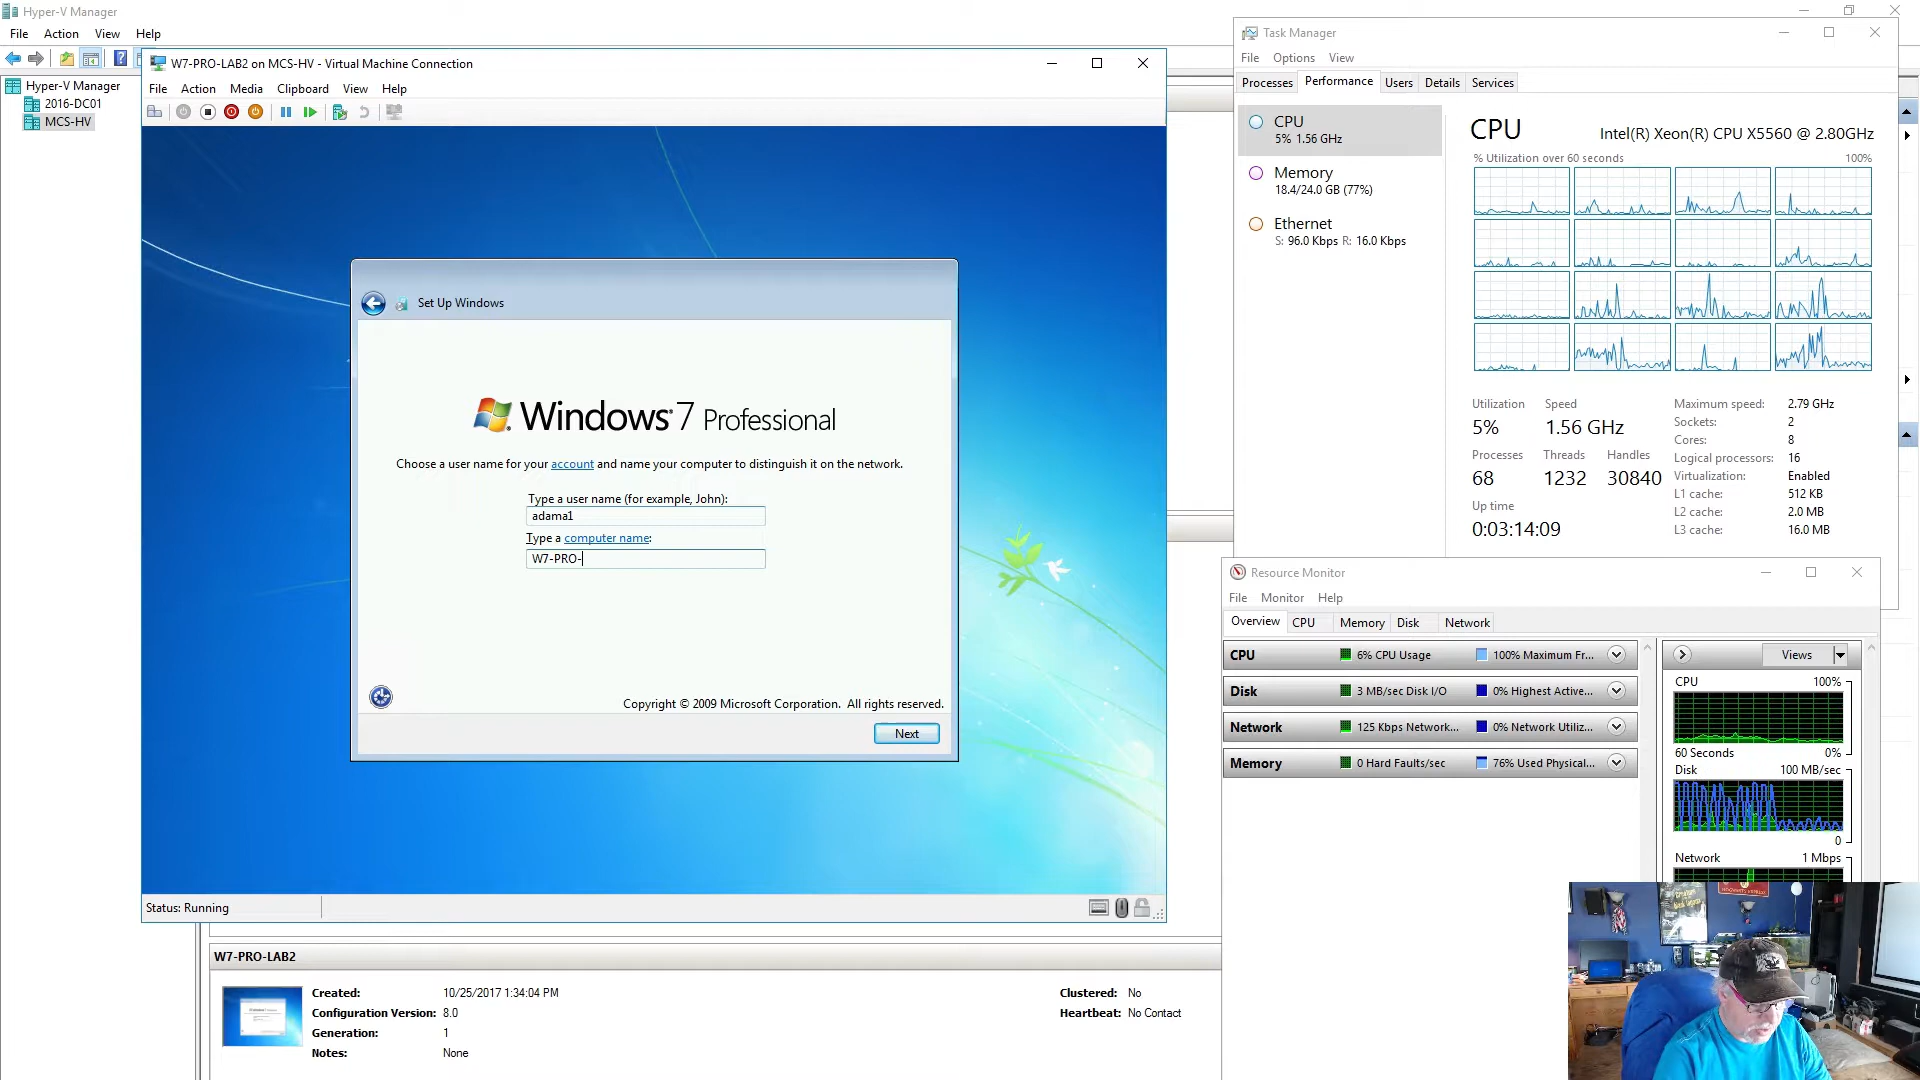 Hyper-V Manager
File Action View Help
Hyper-V Manager
2016-DC01
MCS-HV
W7-PRO-LAB2 on MCS-HV - Virtual Machine Connection
File Action Media Clipboard View Help
Set Up Windows
Windows 7 Professional
Choose a user name for your account and name your computer to distinguish it on the network.
Type a user name (for example, John):
adama1
Type a computer name:
W7-PRO-
Copyright © 2009 Microsoft Corporation. All rights reserved.
Next
Status: Running
W7-PRO-LAB2
Created: 10/25/2017 1:34:04 PM
Configuration Version: 8.0
Generation: 1
Notes: None
Clustered: No
Heartbeat: No Contact
Task Manager
File Options View
Processes Performance Users Details Services
CPU
5% 1.56 GHz
Memory
18.4/24.0 GB (77%)
Ethernet
S: 96.0 Kbps R: 16.0 Kbps
CPU
Intel(R) Xeon(R) CPU X5560 @ 2.80GHz
% Utilization over 60 seconds 100%
Utilization Speed
5% 1.56 GHz
Processes Threads Handles
68 1232 30840
Up time
0:03:14:09
Maximum speed: 2.79 GHz
Sockets: 2
Cores: 8
Logical processors: 16
Virtualization: Enabled
L1 cache: 512 KB
L2 cache: 2.0 MB
L3 cache: 16.0 MB
Resource Monitor
File Monitor Help
Overview CPU Memory Disk Network
CPU 6% CPU Usage 100% Maximum Fr...
Disk 3 MB/sec Disk I/O 0% Highest Active...
Network 125 Kbps Network... 0% Network Utiliz...
Memory 0 Hard Faults/sec 76% Used Physical...
Views
CPU 100%
60 Seconds 0%
Disk 100 MB/sec
0
Network 1 Mbps